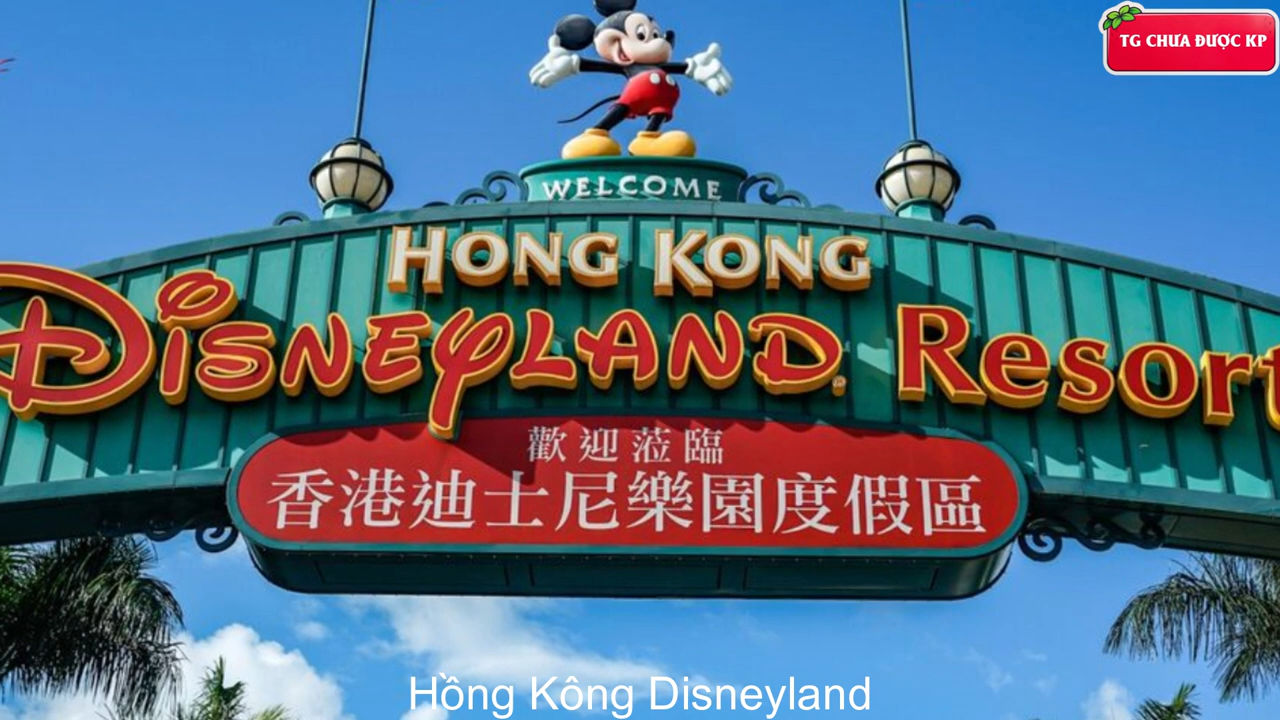 TG CHƯA ĐƯỢC KP
WELCOME
HONG KONG
DISNEYLAND Resort
歡迎蒞臨
香港迪士尼樂園度假區
Hồng Kông Disneyland